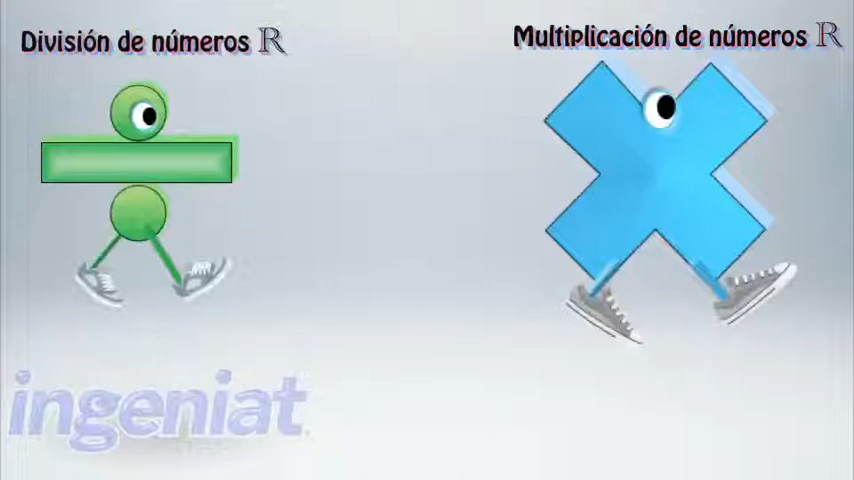 División de números ℝ
Multiplicación de números ℝ
ingeniat